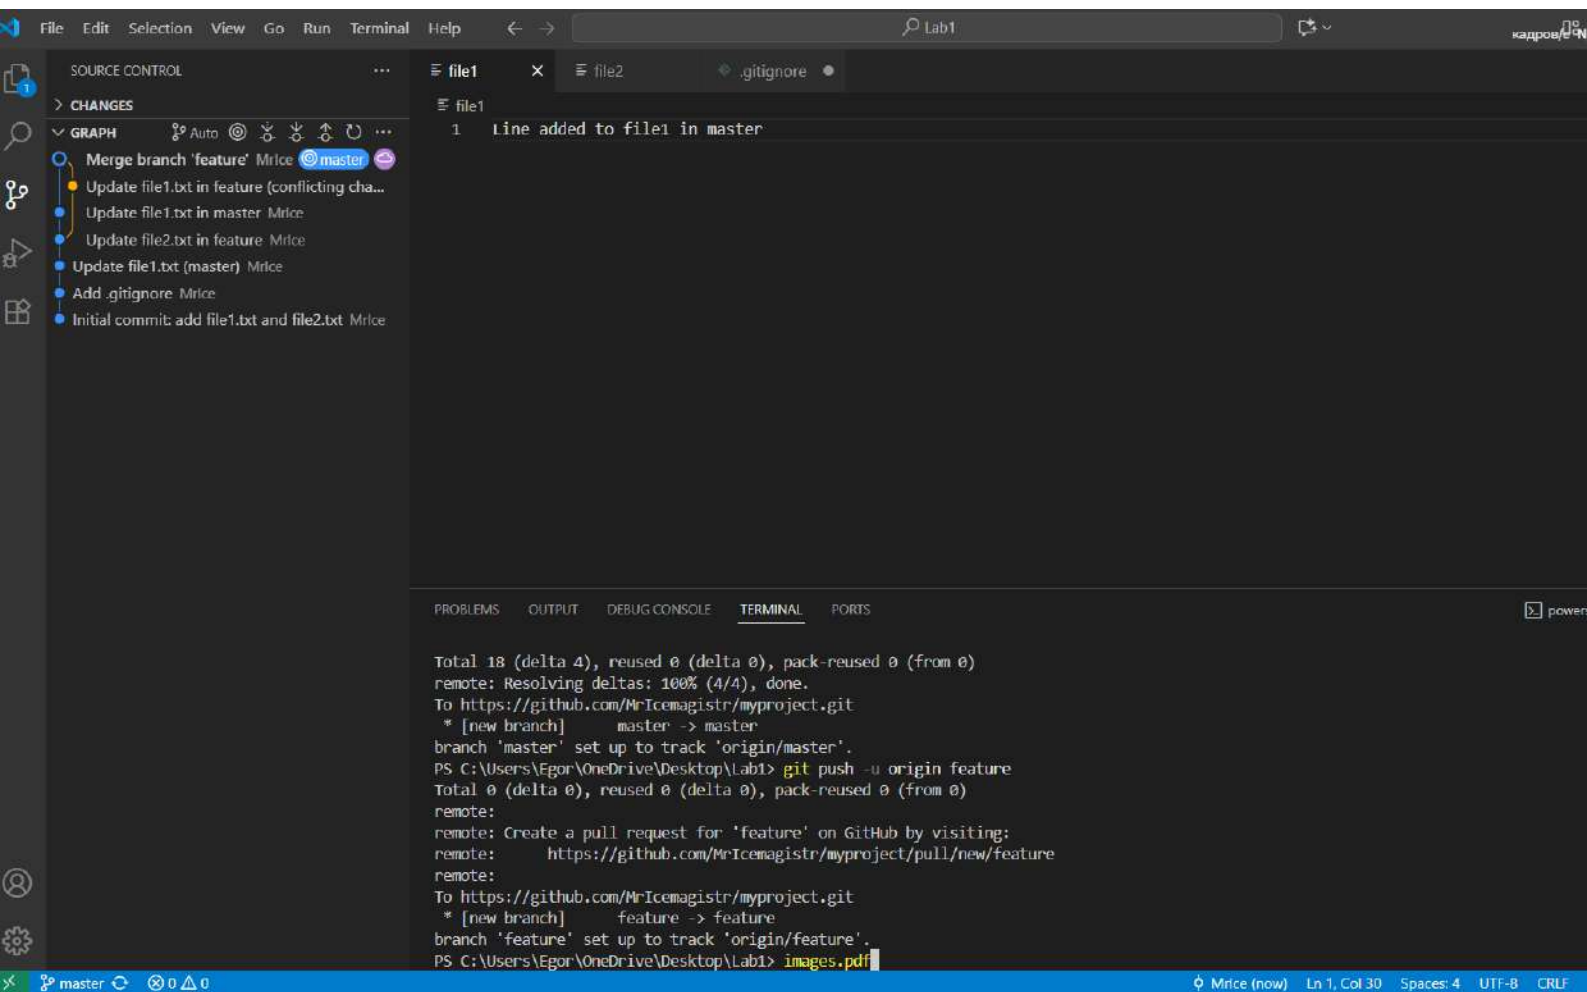 File Edit Selection View Go Run Terminal Help Lab1
SOURCE CONTROL
CHANGES
GRAPH Auto
Merge branch 'feature' MrIce master
Update file1.txt in feature (conflicting cha...
Update file1.txt in master MrIce
Update file2.txt in feature MrIce
Update file1.txt (master) MrIce
Add .gitignore MrIce
Initial commit: add file1.txt and file2.txt MrIce
1
file1 file2 .gitignore
file1
1 Line added to file1 in master
PROBLEMS OUTPUT DEBUG CONSOLE TERMINAL PORTS
powers
Total 18 (delta 4), reused 0 (delta 0), pack-reused 0 (from 0)
remote: Resolving deltas: 100% (4/4), done.
To https://github.com/MrIcemagistr/myproject.git
* [new branch] master -> master
branch 'master' set up to track 'origin/master'.
PS C:\Users\Egor\OneDrive\Desktop\Lab1> git push -u origin feature
Total 0 (delta 0), reused 0 (delta 0), pack-reused 0 (from 0)
remote:
remote: Create a pull request for 'feature' on GitHub by visiting:
remote: https://github.com/MrIcemagistr/myproject/pull/new/feature
remote:
To https://github.com/MrIcemagistr/myproject.git
* [new branch] feature -> feature
branch 'feature' set up to track 'origin/feature'.
PS C:\Users\Egor\OneDrive\Desktop\Lab1> images.pdf
master 0 0 MrIce (now) Ln 1, Col 30 Spaces: 4 UTF-8 CRLF